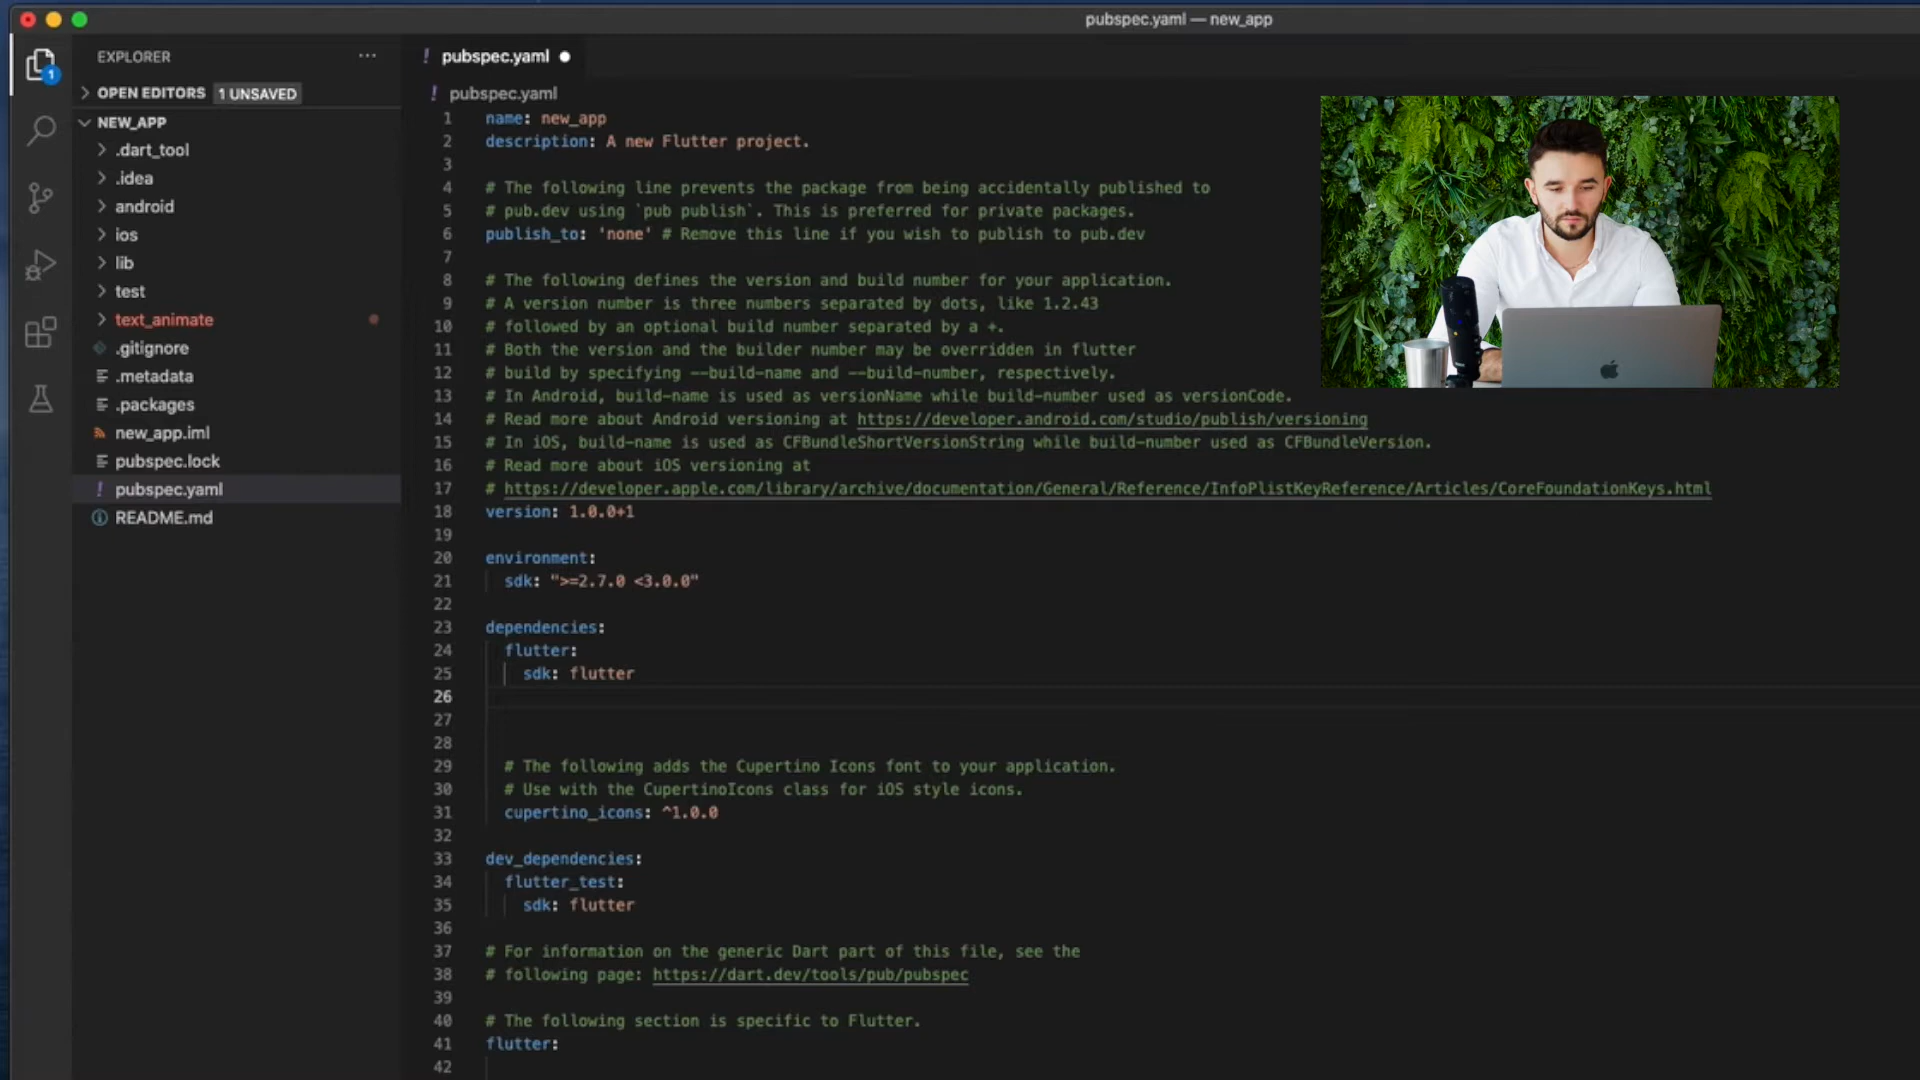 pubspec.yaml — new_app
EXPLORER
pubspec.yaml
1
OPEN EDITORS 1 UNSAVED
NEW_APP
.dart_tool
.idea
android
ios
lib
test
text_animate
.gitignore
.metadata
.packages
new_app.iml
pubspec.lock
pubspec.yaml
README.md
pubspec.yaml
1 name: new_app
2 description: A new Flutter project.
3
4 # The following line prevents the package from being accidentally published to
5 # pub.dev using `pub publish`. This is preferred for private packages.
6 publish_to: 'none' # Remove this line if you wish to publish to pub.dev
7
8 # The following defines the version and build number for your application.
9 # A version number is three numbers separated by dots, like 1.2.43
10 # followed by an optional build number separated by a +.
11 # Both the version and the builder number may be overridden in flutter
12 # build by specifying --build-name and --build-number, respectively.
13 # In Android, build-name is used as versionName while build-number used as versionCode.
14 # Read more about Android versioning at https://developer.android.com/studio/publish/versioning
15 # In iOS, build-name is used as CFBundleShortVersionString while build-number used as CFBundleVersion.
16 # Read more about iOS versioning at
17 # https://developer.apple.com/library/archive/documentation/General/Reference/InfoPlistKeyReference/Articles/CoreFoundationKeys.html
18 version: 1.0.0+1
19
20 environment:
21 sdk: ">=2.7.0 <3.0.0"
22
23 dependencies:
24 flutter:
25 sdk: flutter
26
27
28
29 # The following adds the Cupertino Icons font to your application.
30 # Use with the CupertinoIcons class for iOS style icons.
31 cupertino_icons: ^1.0.0
32
33 dev_dependencies:
34 flutter_test:
35 sdk: flutter
36
37 # For information on the generic Dart part of this file, see the
38 # following page: https://dart.dev/tools/pub/pubspec
39
40 # The following section is specific to Flutter.
41 flutter:
42